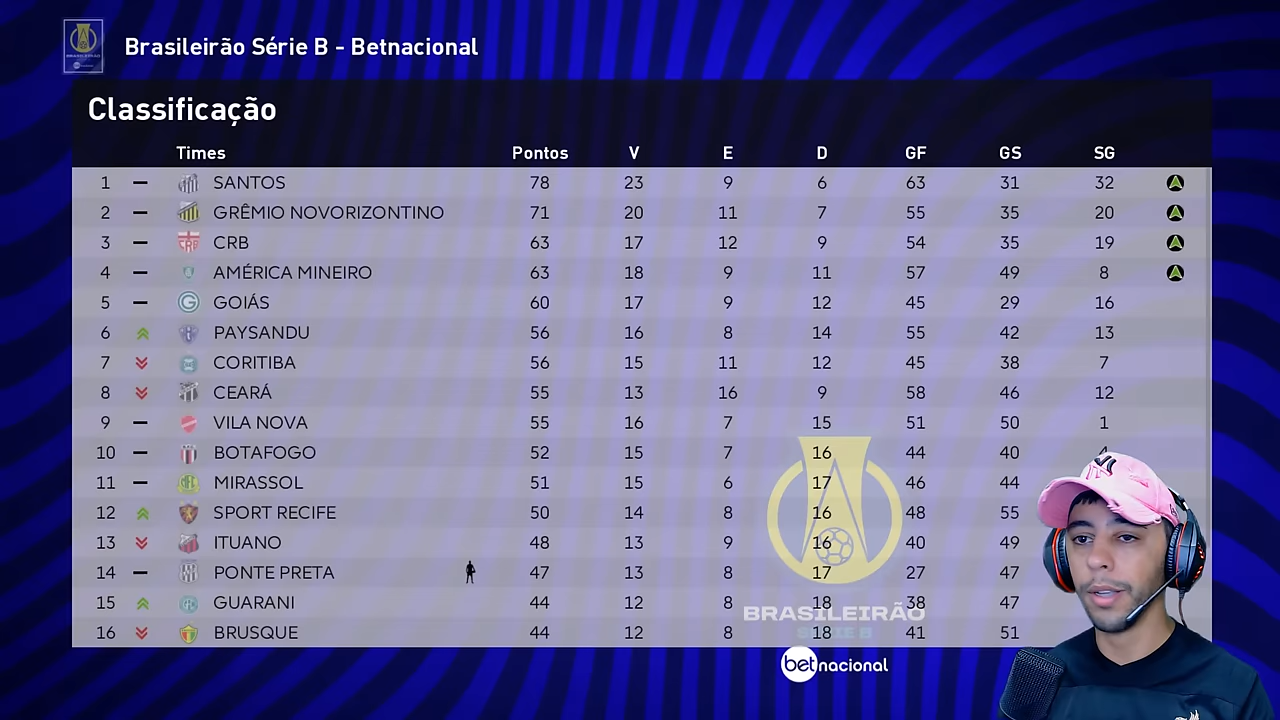 Brasileirão Série B - Betnacional
Classificação
Times Pontos V E D GF GS SG
1 SANTOS 78 23 9 6 63 31 32
2 GRÊMIO NOVORIZONTINO 71 20 11 7 55 35 20
3 CRB 63 17 12 9 54 35 19
4 AMÉRICA MINEIRO 63 18 9 11 57 49 8
5 GOIÁS 60 17 9 12 45 29 16
6 PAYSANDU 56 16 8 14 55 42 13
7 CORITIBA 56 15 11 12 45 38 7
8 CEARÁ 55 13 16 9 58 46 12
9 VILA NOVA 55 16 7 15 51 50 1
10 BOTAFOGO 52 15 7 16 44 40
11 MIRASSOL 51 15 6 17 46 44
12 SPORT RECIFE 50 14 8 16 48 55
13 ITUANO 48 13 9 16 40 49
14 PONTE PRETA 47 13 8 17 27 47
15 GUARANI 44 12 8 18 38 47
16 BRUSQUE 44 12 8 18 41 51
BRASILEIRÃO
SÉRIE B
betnacional